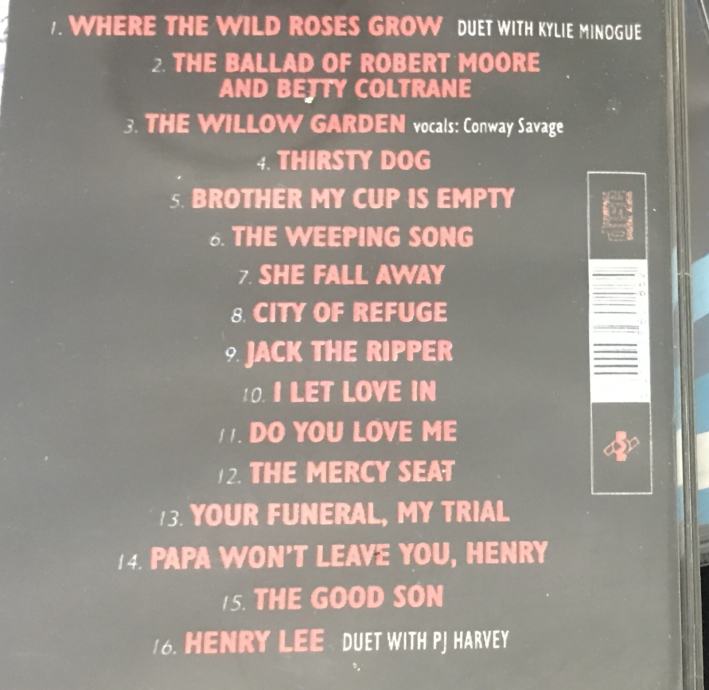 1. WHERE THE WILD ROSES GROW DUET WITH KYLIE MINOGUE
2. THE BALLAD OF ROBERT MOORE
AND BETTY COLTRANE
3. THE WILLOW GARDEN vocals: Conway Savage
4. THIRSTY DOG
5. BROTHER MY CUP IS EMPTY
6. THE WEEPING SONG
7. SHE FALL AWAY
8. CITY OF REFUGE
9. JACK THE RIPPER
10. I LET LOVE IN
11. DO YOU LOVE ME
12. THE MERCY SEAT
13. YOUR FUNERAL, MY TRIAL
14. PAPA WON'T LEAVE YOU, HENRY
15. THE GOOD SON
16. HENRY LEE DUET WITH PJ HARVEY